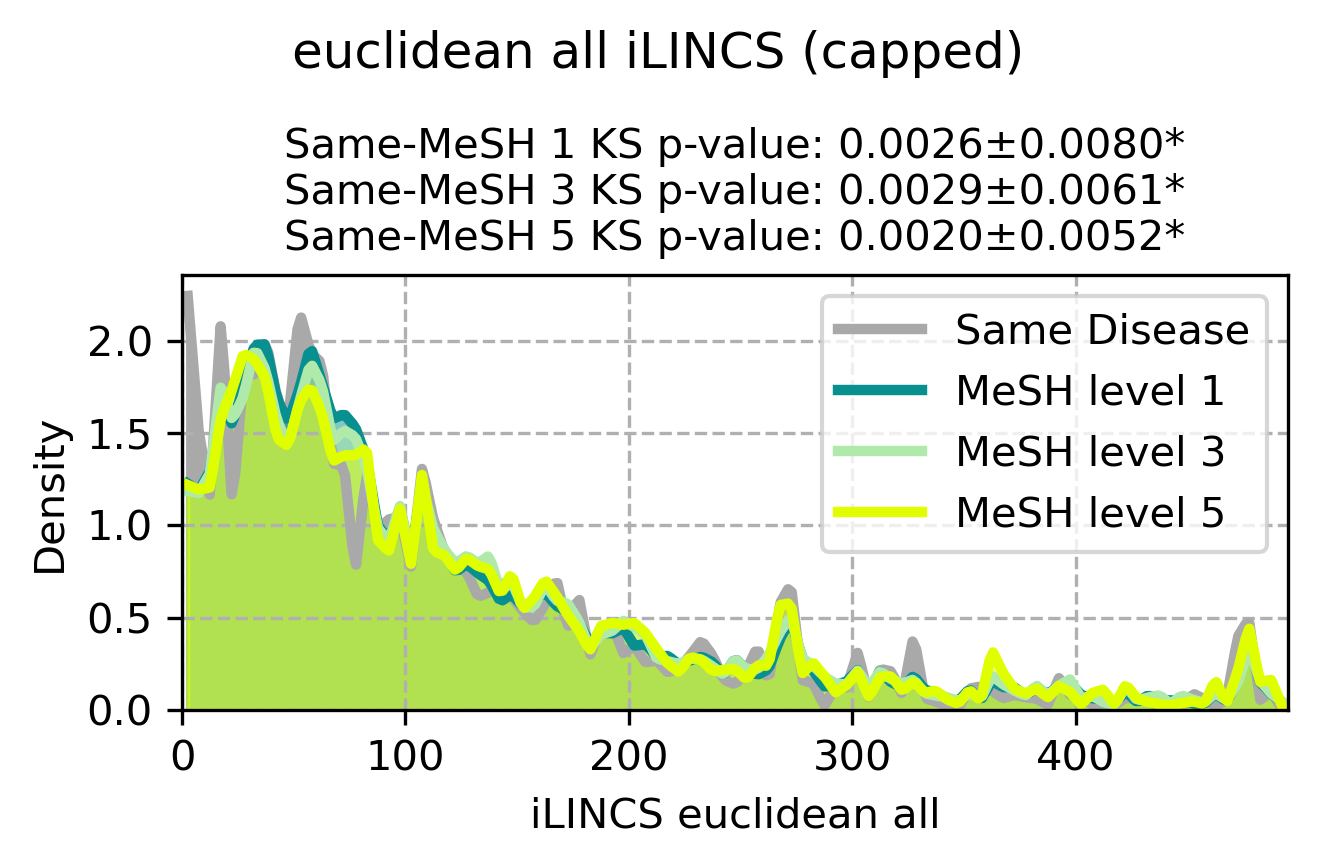 euclidean all iLINCS (capped)
Same-MeSH 1 KS p-value: 0.0026±0.0080*
Same-MeSH 3 KS p-value: 0.0029±0.0061*
Same-MeSH 5 KS p-value: 0.0020±0.0052*
Density
2.0
1.5
1.0
0.5
0.0
Same Disease
MeSH level 1
MeSH level 3
MeSH level 5
0 100 200 300 400
iLINCS euclidean all